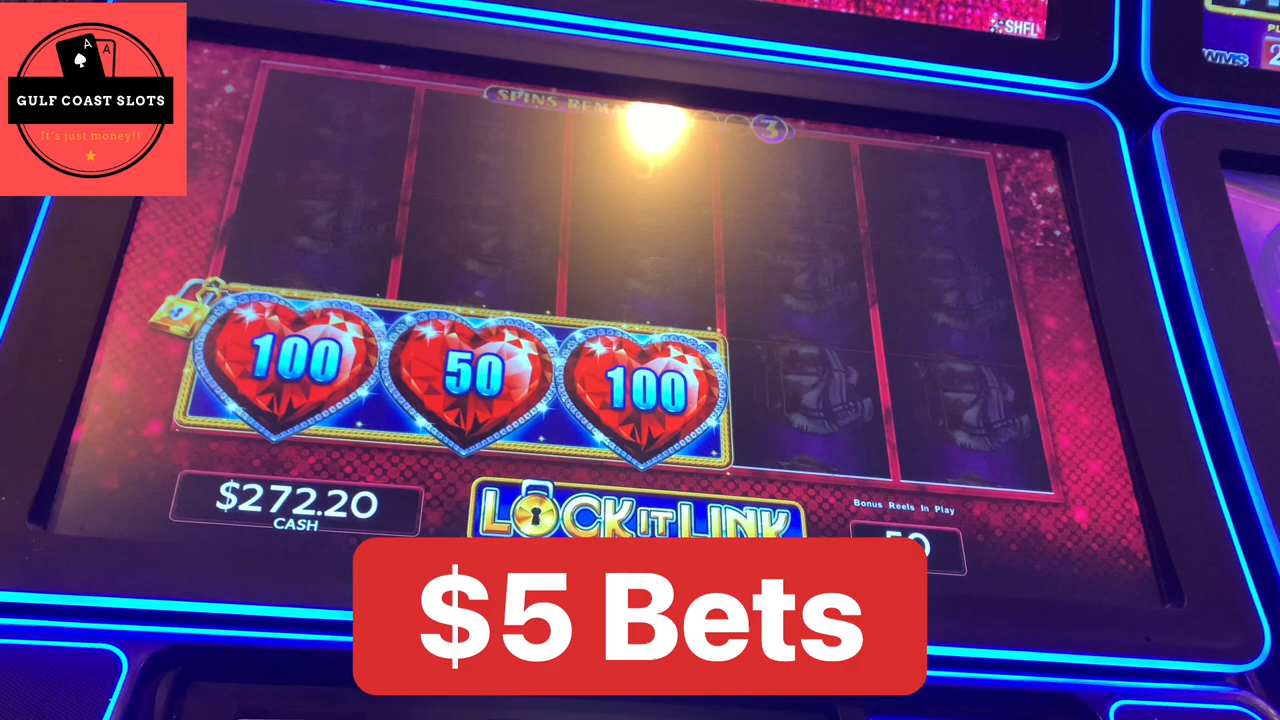 SHFL
WMS
A
A
GULF COAST SLOTS
It's just money!!
SPINS REMA
3
100
50
100
$272.20
CASH
LOCK IT LINK
Bonus Reels In Play
50
$5 Bets